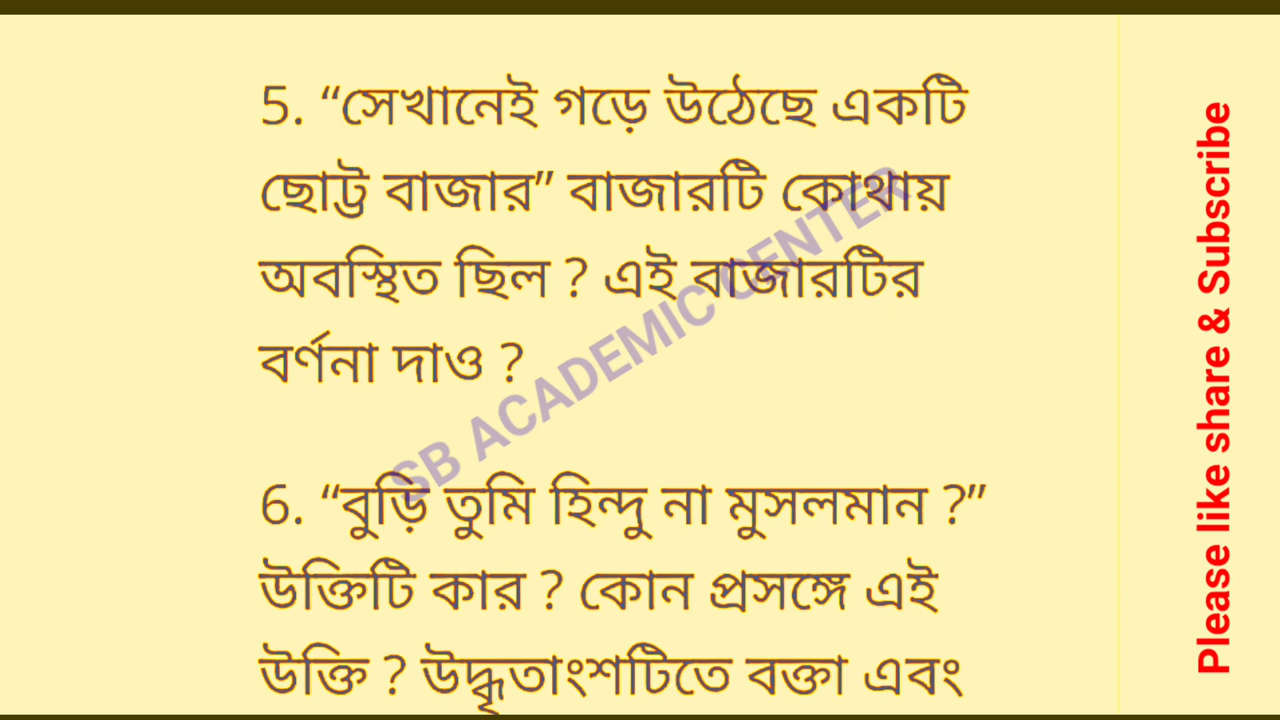 5. “সেখানেই গড়ে উঠেছে একটি
ছোট্ট বাজার” বাজারটি কোথায়
অবস্থিত ছিল ? এই বাজারটির
বর্ণনা দাও ?
6. “বুড়ি তুমি হিন্দু না মুসলমান ?”
উক্তিটি কার ? কোন প্রসঙ্গে এই
উক্তি ? উদ্ধৃতাংশটিতে বক্তা এবং
SB ACADEMIC CENTER
Please like share & Subscribe